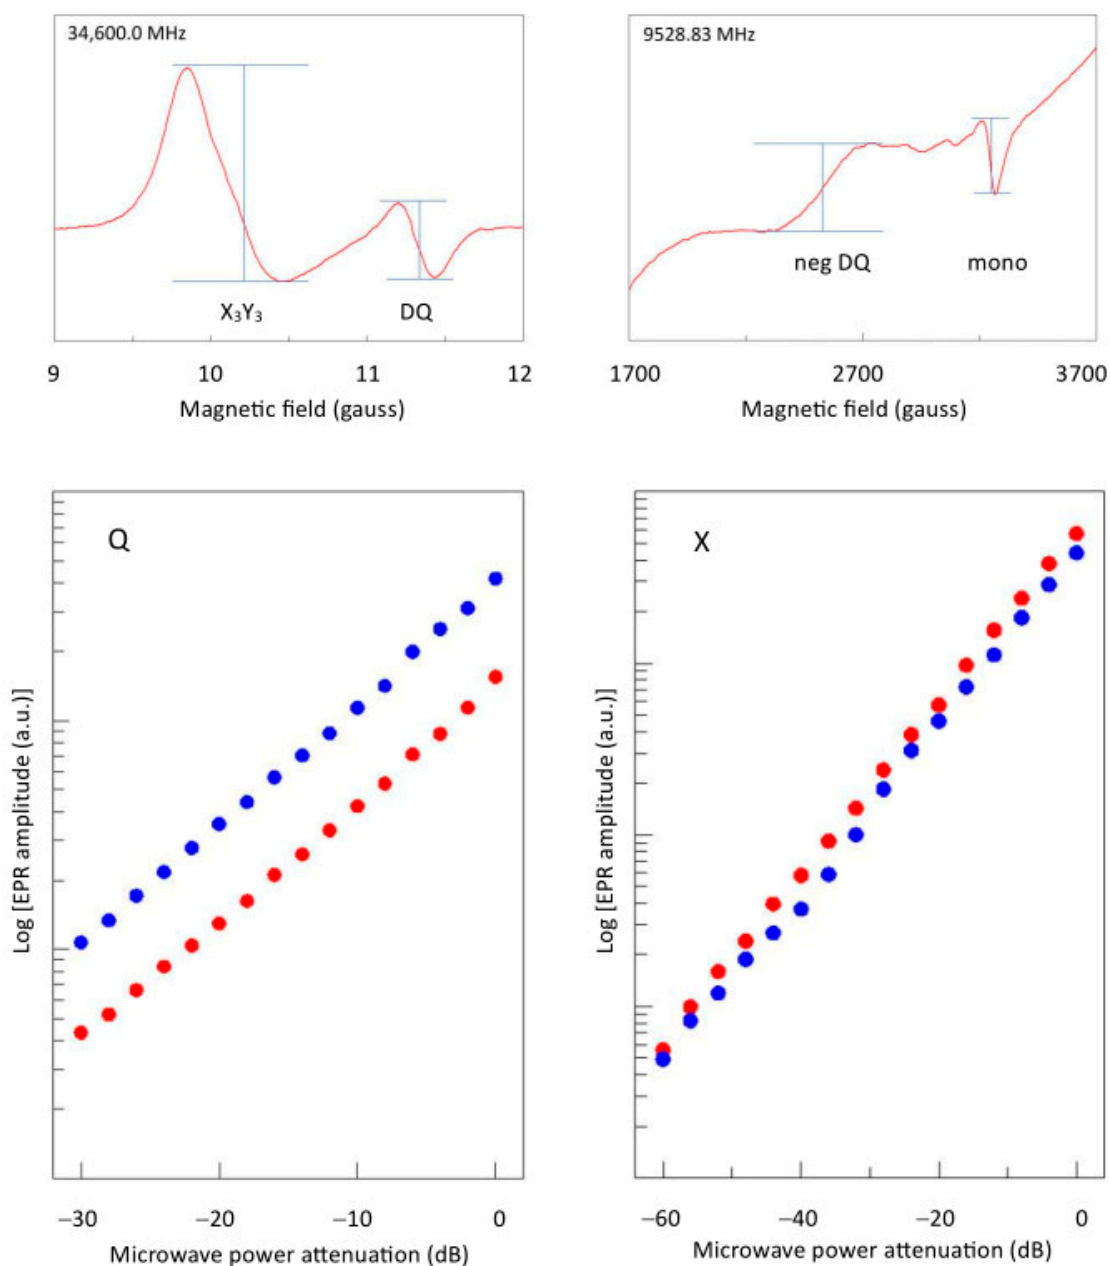 34,600.0 MHz
X₃Y₃
DQ
9 10 11 12
Magnetic field (gauss)
9528.83 MHz
neg DQ
mono
1700 2700 3700
Magnetic field (gauss)
Q
Log [EPR amplitude (a.u.)]
−30 −20 −10 0
Microwave power attenuation (dB)
X
Log [EPR amplitude (a.u.)]
−60 −40 −20 0
Microwave power attenuation (dB)